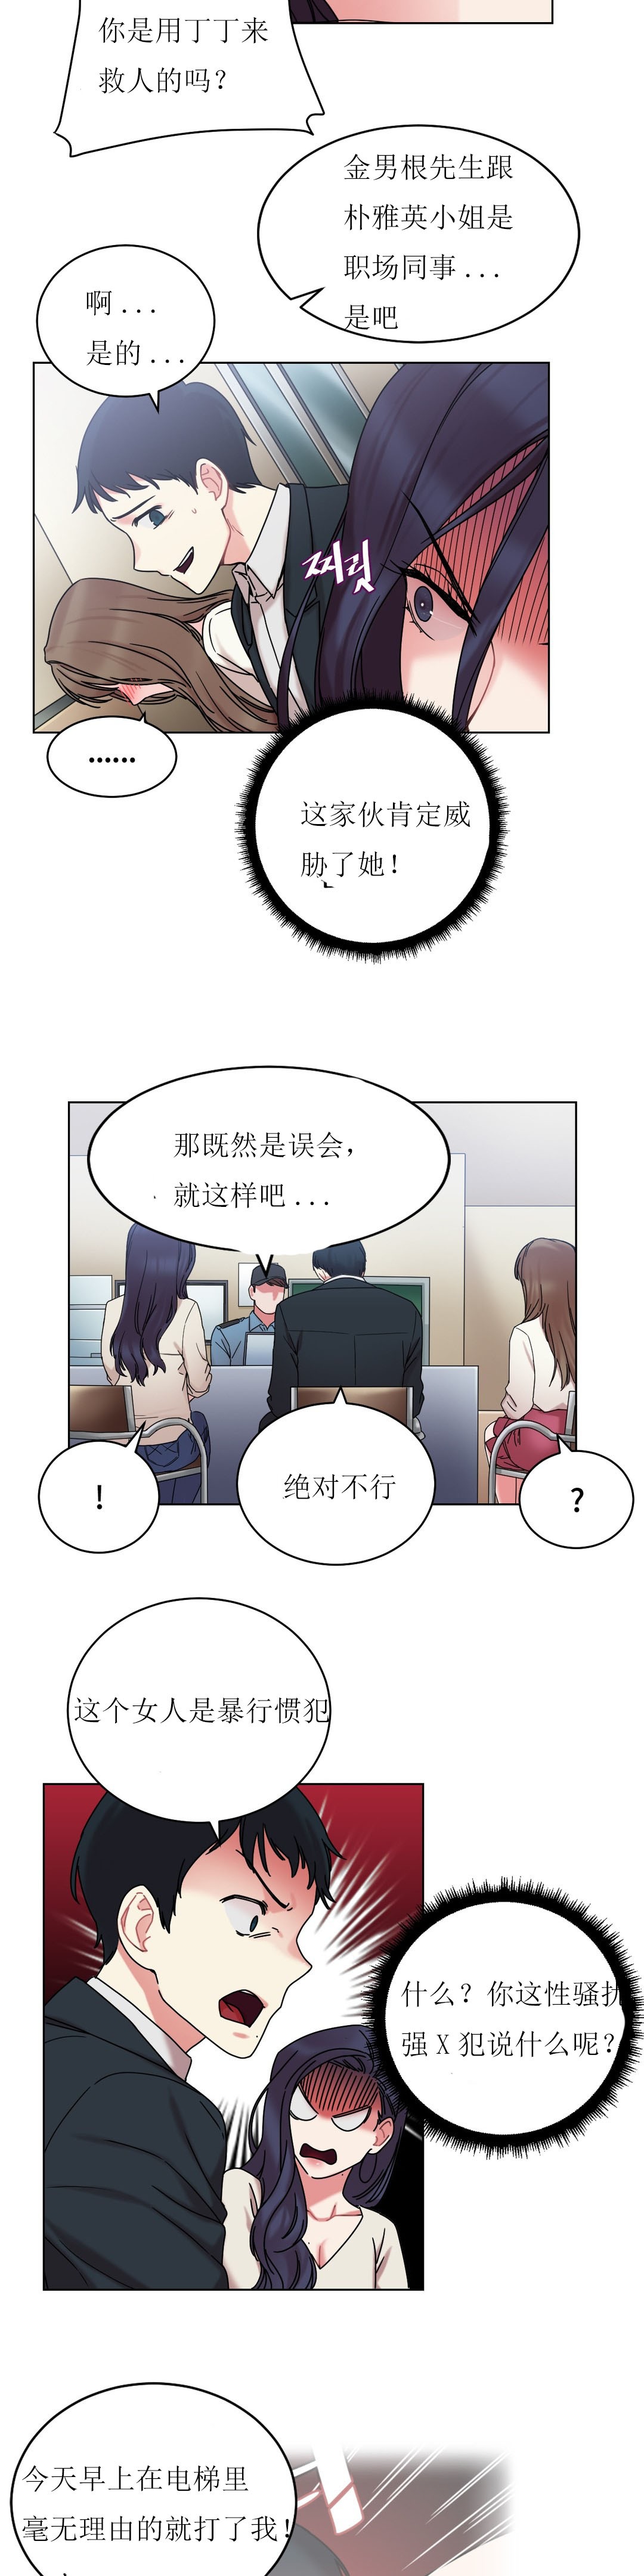 你是用丁丁来
救人的吗？
金男根先生跟
朴雅英小姐是
职场同事...
是吧
啊...
是的...
찌릿
......
这家伙肯定威
胁了她！
那既然是误会，
就这样吧...
！
绝对不行
？
这个女人是暴行惯犯
什么？你这性骚扰
强X犯说什么呢？
今天早上在电梯里
毫无理由的就打了我！